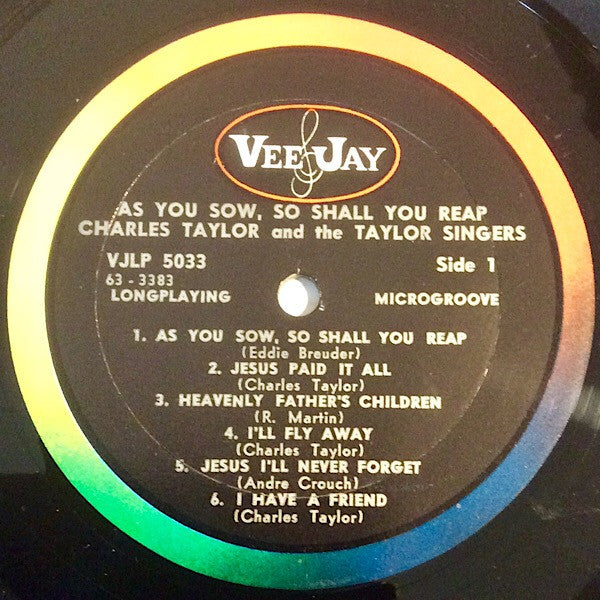 VEE JAY
AS YOU SOW, SO SHALL YOU REAP
CHARLES TAYLOR and the TAYLOR SINGERS
VJLP 5033 Side 1
63 - 3383
LONGPLAYING MICROGROOVE
1. AS YOU SOW, SO SHALL YOU REAP
(Eddie Breuder)
2. JESUS PAID IT ALL
(Charles Taylor)
3. HEAVENLY FATHER'S CHILDREN
(R. Martin)
4. I'LL FLY AWAY
(Charles Taylor)
5. JESUS I'LL NEVER FORGET
(Andre Crouch)
6. I HAVE A FRIEND
(Charles Taylor)